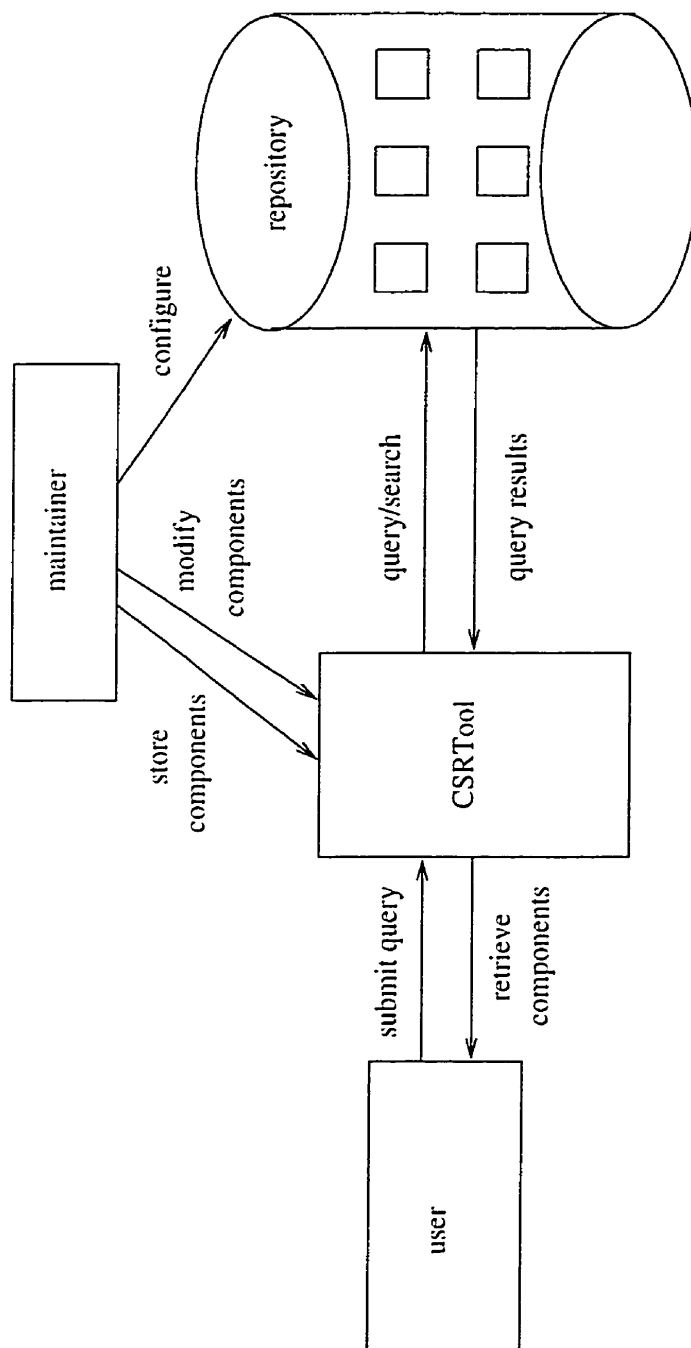 maintainer
configure
repository
modify
components
store
components
query/search
query results
CSRTool
submit query
retrieve
components
user